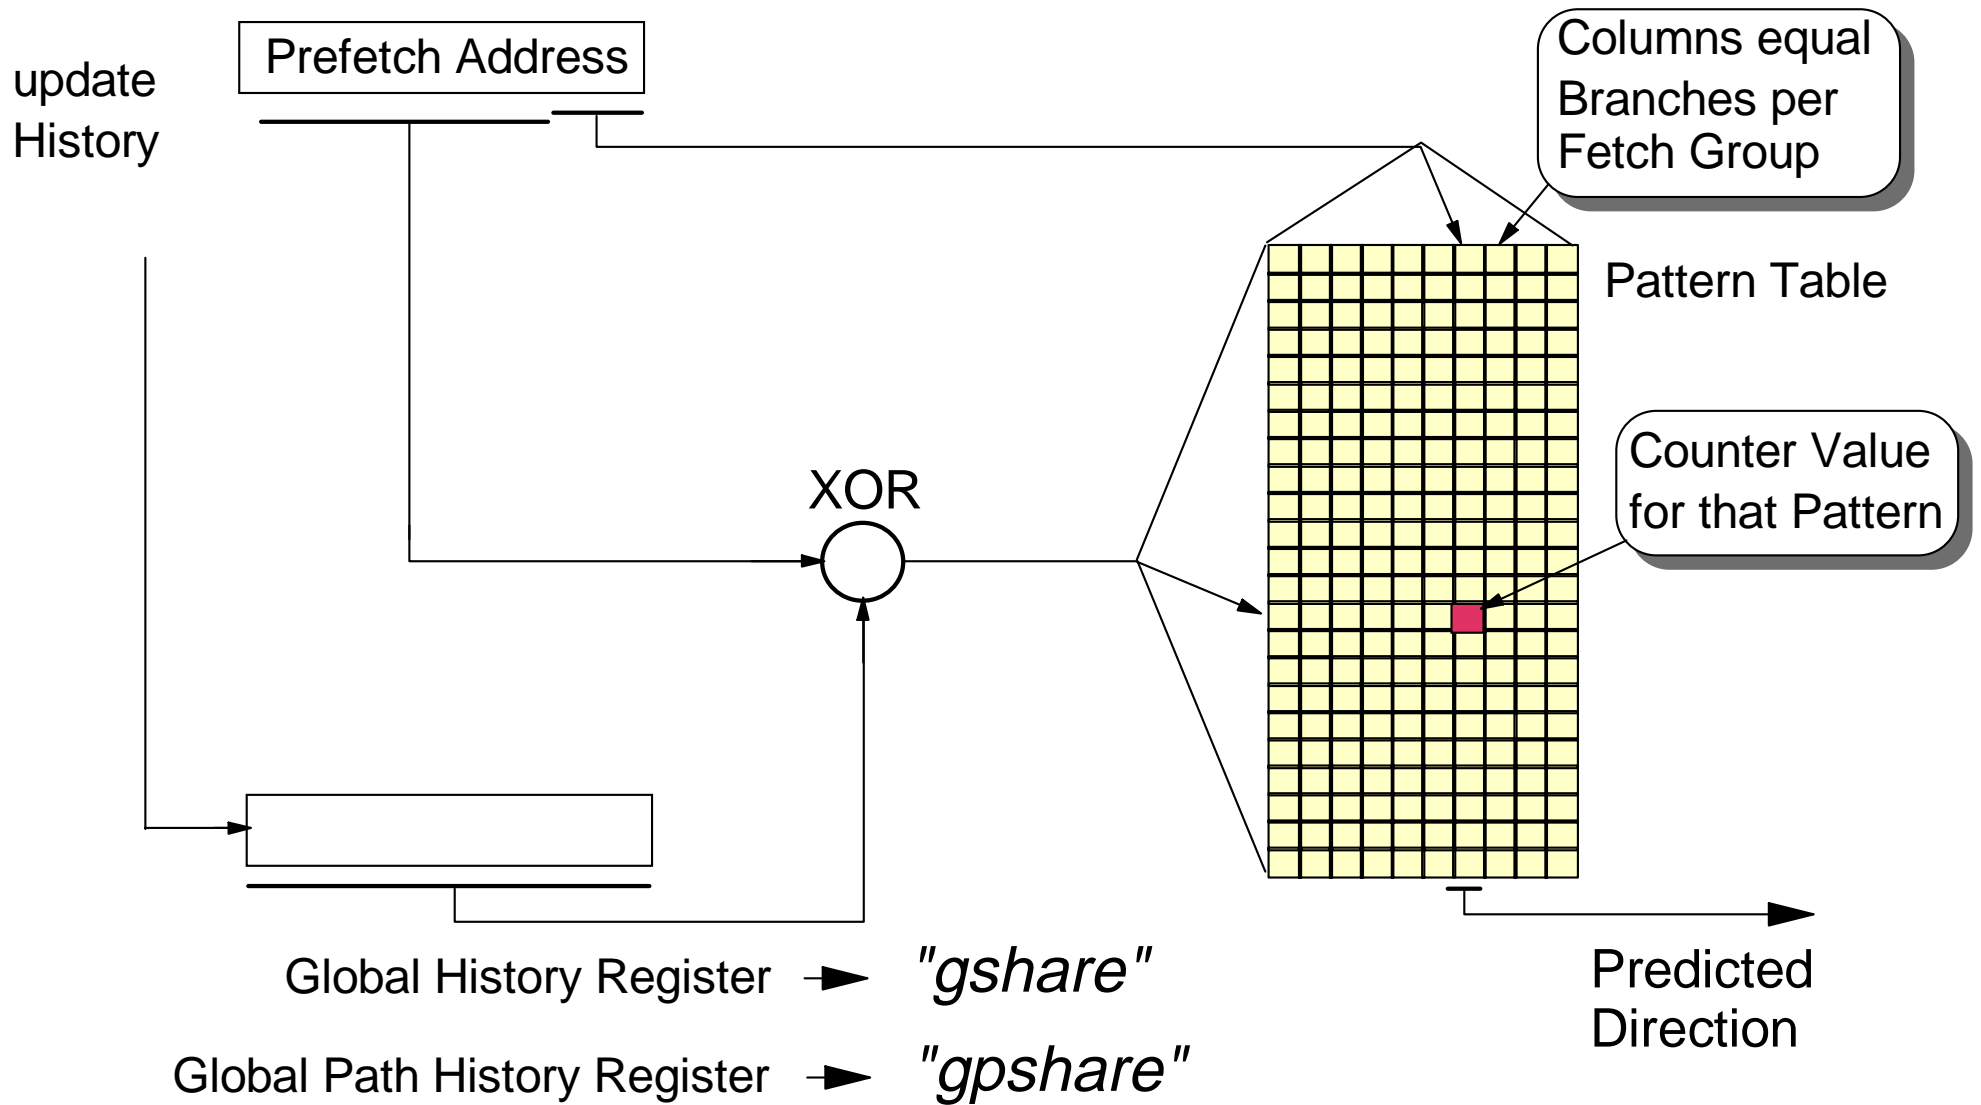 update
History
Prefetch Address
Columns equal
Branches per
Fetch Group
Pattern Table
Counter Value
for that Pattern
XOR
Global History Register
"gshare"
Global Path History Register
"gpshare"
Predicted
Direction